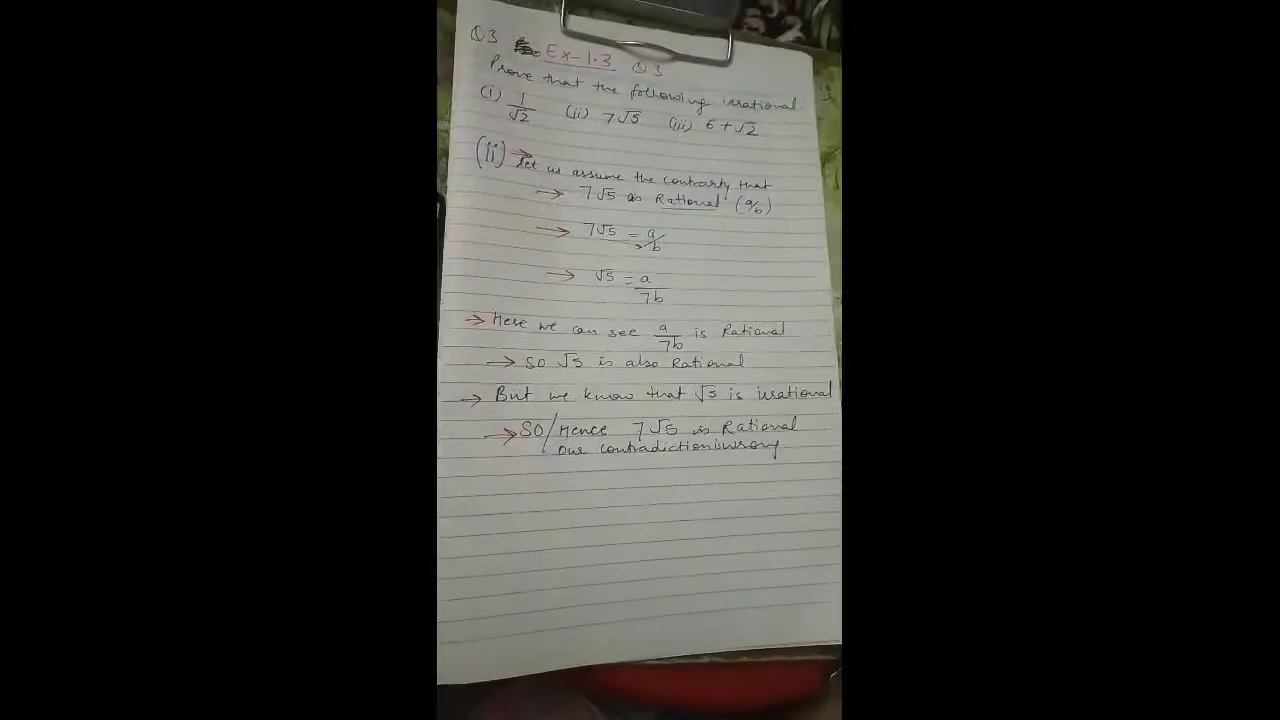 Q3 Ex-1.3 Q3
Prove that the following irrational.
(i) 1/√2 (ii) 7√5 (iii) 6+√2
(ii) → Let us assume the contrarty that
→ 7√5 is Rational (a/b)
→ 7√5 = a/b
→ √5 = a/7b
→ Here we can see a/7b is Rational
→ SO √5 is also Rational
→ But we know that √5 is irrational
→ SO/Hence 7√5 is Rational
our contradiction is wrong